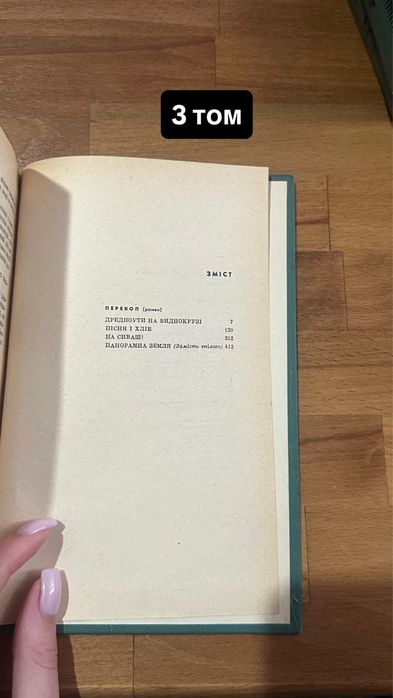 3 том
ЗМІСТ
ПЕРЕКОП (роман)
ДРЕДНОУТИ НА ВИДНОКРУЗІ 7
ПІСНЯ І ХЛІБ 120
НА СИВАШ! 252
ПАНОРАМНА ЗЕМЛЯ (Замість епілогу) 412